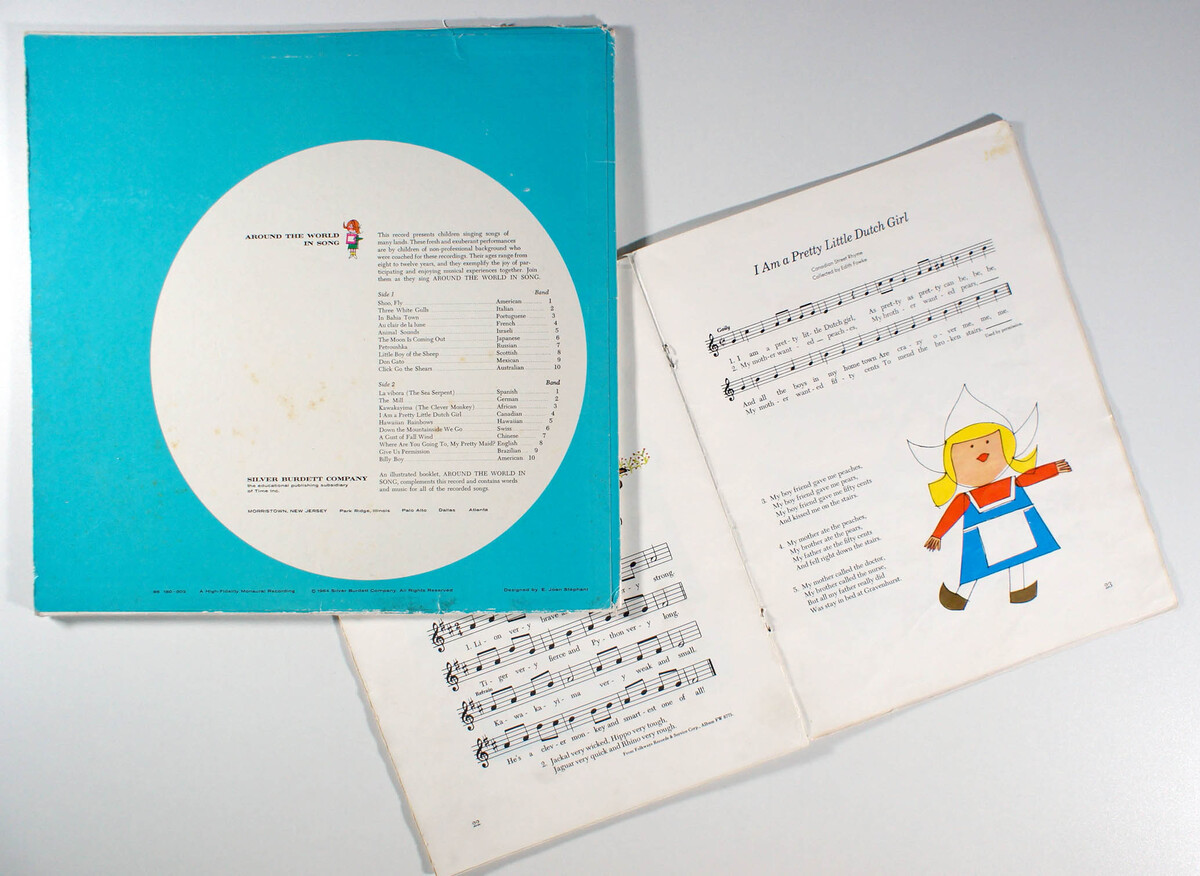 AROUND THE WORLD
IN SONG
This record presents children singing songs of
many lands. These fresh and exuberant performances
are by children of non-professional background who
were coached for these recordings. Their ages range from
eight to twelve years, and they exemplify the joy of par-
ticipating and enjoying musical experiences together. Join
them as they sing AROUND THE WORLD IN SONG.
Side 1 Band
Shoo, Fly American 1
Three White Gulls Italian 2
In Bahia Town Portuguese 3
Au clair de la lune French 4
Animal Sounds Israeli 5
The Moon Is Coming Out Japanese 6
Petroushka Russian 7
Little Boy of the Sheep Scottish 8
Don Gato Mexican 9
Click Go the Shears Australian 10
Side 2 Band
La víbora (The Sea Serpent) Spanish 1
The Mill German 2
Kawakayima (The Clever Monkey) African 3
I Am a Pretty Little Dutch Girl Canadian 4
Hawaiian Rainbows Hawaiian 5
Down the Mountainside We Go Swiss 6
A Gust of Fall Wind Chinese 7
Where Are You Going To, My Pretty Maid? English 8
Give Us Permission Brazilian 9
Billy Boy American 10
An illustrated booklet, AROUND THE WORLD IN
SONG, complements this record and contains words
and music for all of the recorded songs.
SILVER BURDETT COMPANY
the educational publishing subsidiary
of Time Inc.
MORRISTOWN, NEW JERSEY Park Ridge, Illinois Palo Alto Dallas Atlanta
A High-Fidelity Monaural Recording © 1964 Silver Burdett Company. All Rights Reserved Designed by E. Joan Stephani
1. Li - on ver - y brave strong.
Ti - ger ver - y fierce and Py - thon ver - y long.
Refrain
Ka - wa - ka - yi - ma ver - y weak and small,
He's a clev - er mon - key and smart - est one of all!
2. Jackal very wicked, Hippo very tough,
Jaguar very quick and Rhino very rough.
From Folkways Records & Service Corp., Album FW 8775.
22
I Am a Pretty Little Dutch Girl
Canadian Street Rhyme
Collected by Edith Fowke
Gaily
1. I am a pret - ty lit - tle Dutch girl, As pret - ty as pret - ty can be, be, be,
2. My moth - er want - ed peach - es, My broth - er want - ed pears,
And all the boys in my home town Are cra - zy o - ver me, me, me.
My moth - er want - ed fif - ty cents To mend the bro - ken stairs.
Used by permission.
3. My boy friend gave me peaches,
My boy friend gave me pears,
My boy friend gave me fifty cents
And kissed me on the stairs.
4. My mother ate the peaches,
My brother ate the pears,
My father ate the fifty cents
And fell right down the stairs.
5. My mother called the doctor,
My brother called the nurse,
But all my father really did
Was stay in bed at Gravenhurst.
23